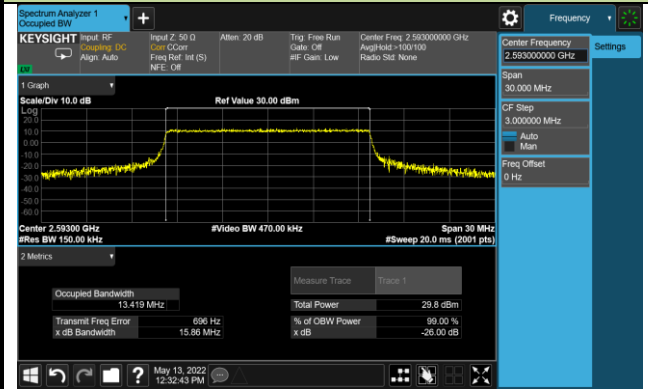 Spectrum Analyzer 1
Occupied BW
Frequency
KEYSIGHT
Input: RF
Coupling: DC
Align: Auto
Input Z: 50 Ω
Corr CCorr
Freq Ref: Int (S)
NFE: Off
Atten: 20 dB
Trig: Free Run
Gate: Off
#IF Gain: Low
Center Freq: 2.593000000 GHz
Avg|Hold:>100/100
Radio Std: None
Center Frequency
2.593000000 GHz
Settings
Span
30.000 MHz
CF Step
3.000000 MHz
Auto
Man
Freq Offset
0 Hz
1 Graph
Scale/Div 10.0 dB
Ref Value 30.00 dBm
Log
20.0
10.0
0.00
-10.0
-20.0
-30.0
-40.0
-50.0
-60.0
Center 2.59300 GHz
#Video BW 470.00 kHz
Span 30 MHz
#Res BW 150.00 kHz
#Sweep 20.0 ms (2001 pts)
2 Metrics
Measure Trace
Trace 1
Occupied Bandwidth
13.419 MHz
Total Power
29.8 dBm
Transmit Freq Error
696 Hz
% of OBW Power
99.00 %
x dB Bandwidth
15.86 MHz
x dB
-26.00 dB
May 13, 2022
12:32:43 PM